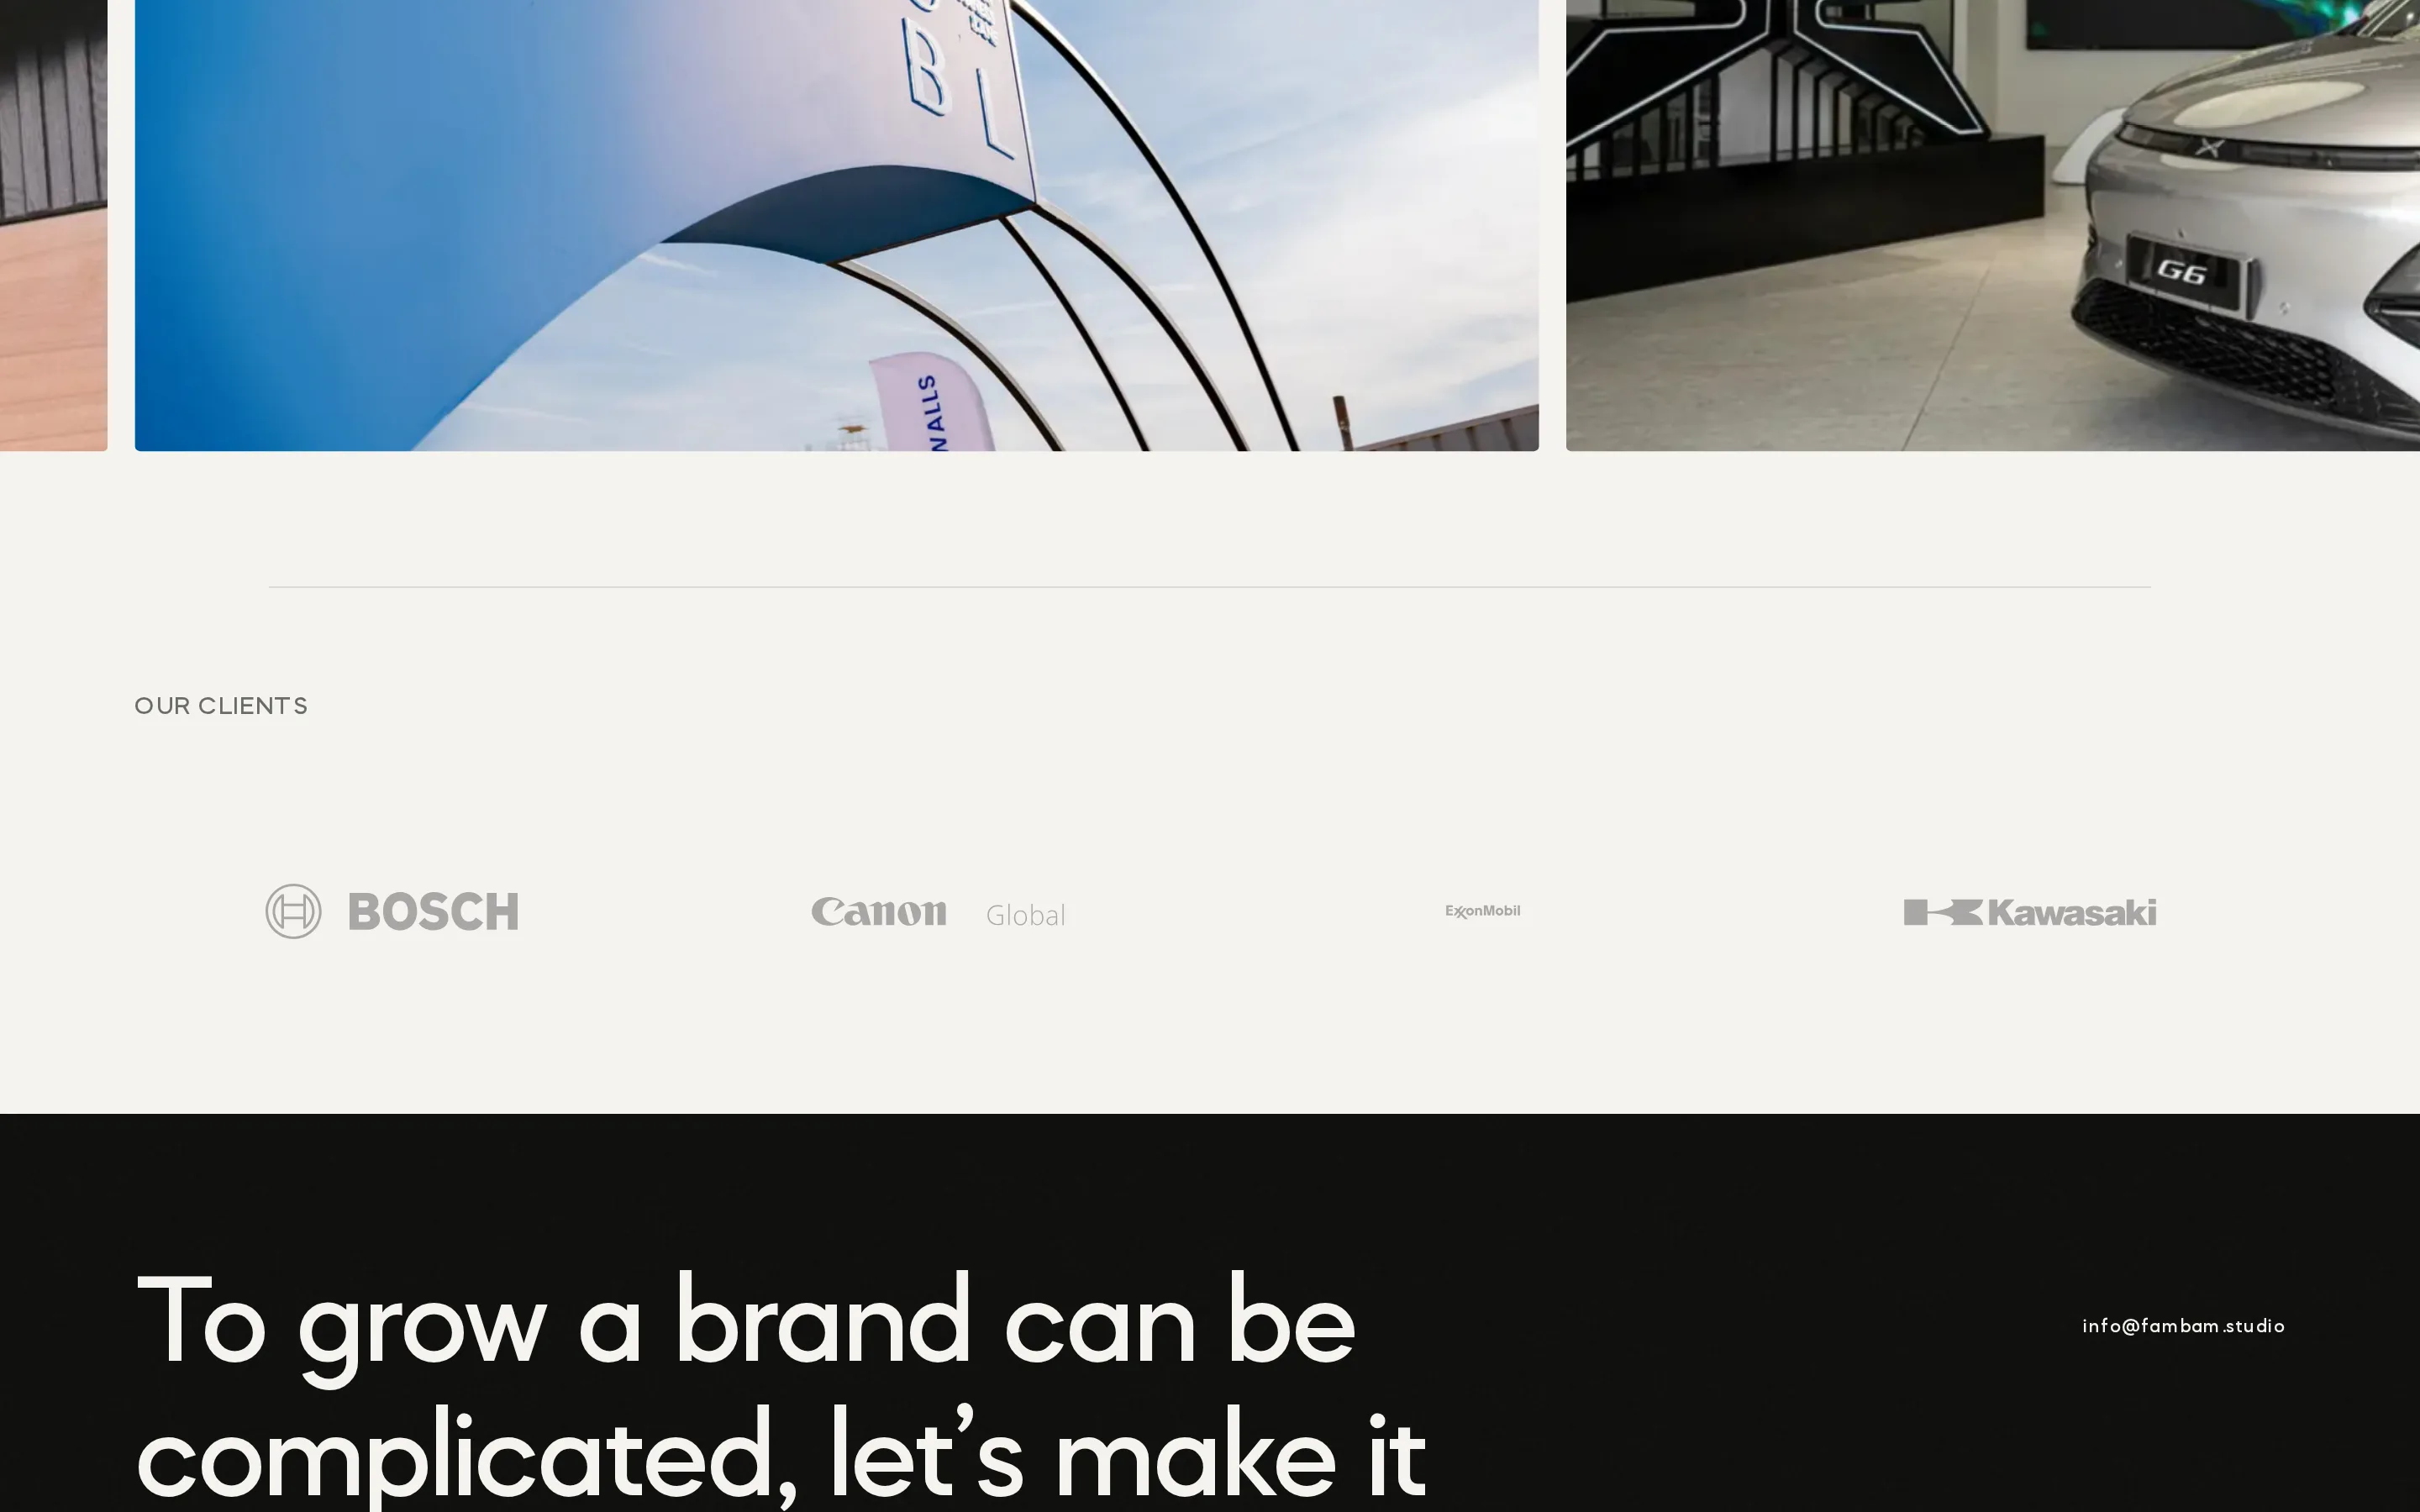 B
L
WALLS
G6
OUR CLIENTS
BOSCH
Canon Global
ExxonMobil
Kawasaki
To grow a brand can be
info@fambam.studio
complicated, let’s make it